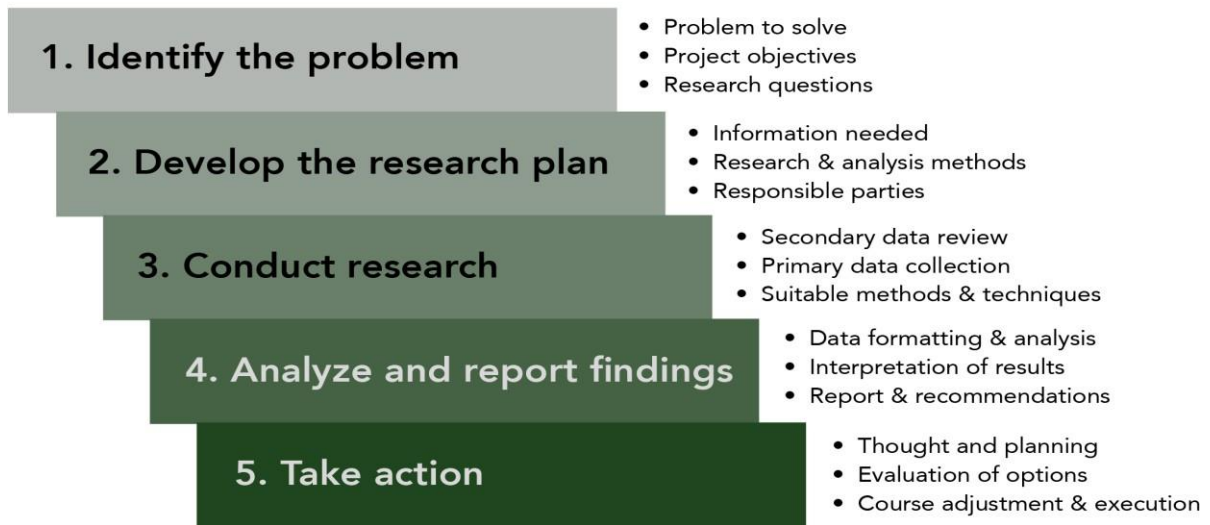 1. Identify the problem
• Problem to solve
• Project objectives
• Research questions
2. Develop the research plan
• Information needed
• Research & analysis methods
• Responsible parties
3. Conduct research
• Secondary data review
• Primary data collection
• Suitable methods & techniques
4. Analyze and report findings
• Data formatting & analysis
• Interpretation of results
• Report & recommendations
5. Take action
• Thought and planning
• Evaluation of options
• Course adjustment & execution